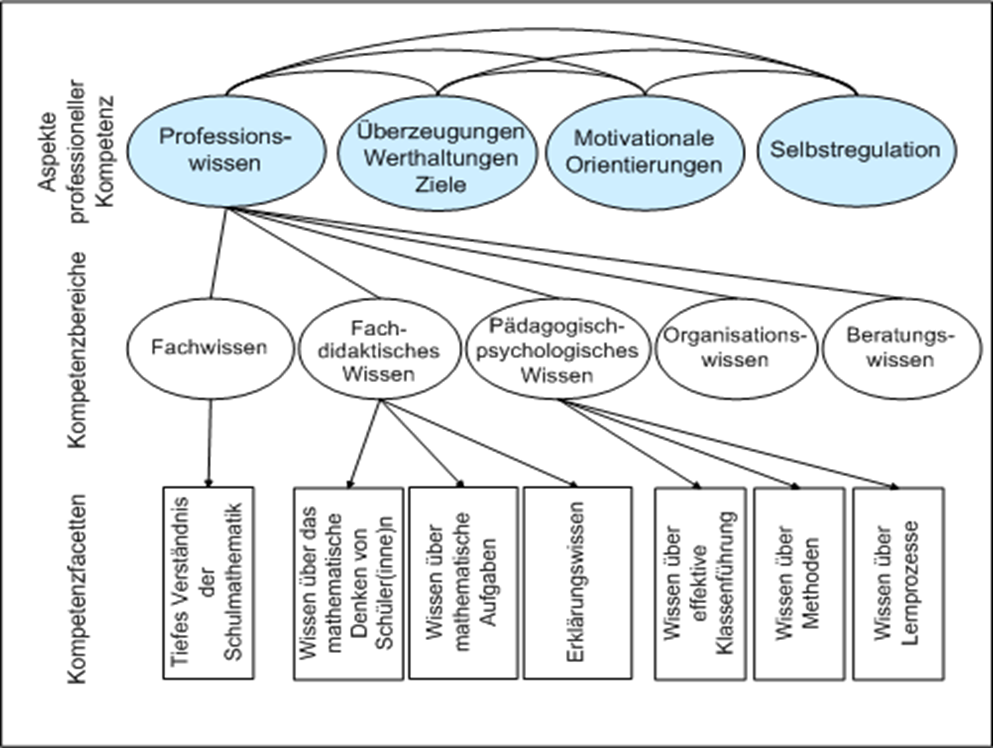 Aspekte
professioneller
Kompetenz
Professions-
wissen
Überzeugungen
Werthaltungen
Ziele
Motivationale
Orientierungen
Selbstregulation
Kompetenzbereiche
Fachwissen
Fach-
didaktisches
Wissen
Pädagogisch-
psychologisches
Wissen
Organisations-
wissen
Beratungs-
wissen
Kompetenzfacetten
Tiefes Verständnis
der
Schulmathematik
Wissen über das
mathematische
Denken von
Schüler(inne)n
Wissen über
mathematische
Aufgaben
Erklärungswissen
Wissen über
effektive
Klassenführung
Wissen über
Methoden
Wissen über
Lernprozesse